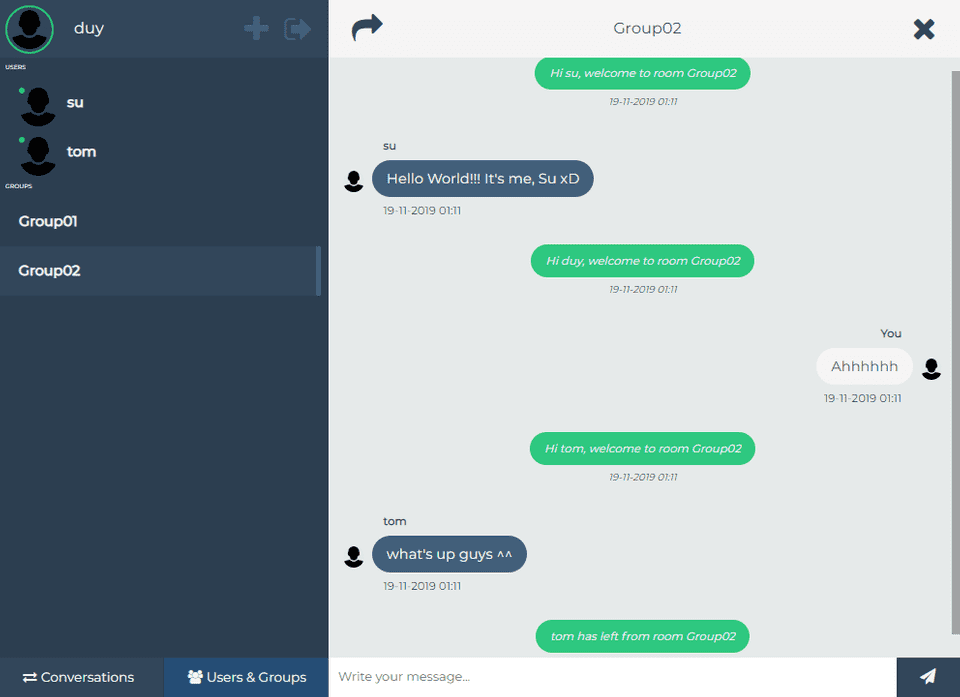 duy
USERS
su
tom
GROUPS
Group01
Group02
Conversations
Users & Groups
Group02
Hi su, welcome to room Group02
19-11-2019 01:11
su
Hello World!!! It's me, Su xD
19-11-2019 01:11
Hi duy, welcome to room Group02
19-11-2019 01:11
You
Ahhhhhh
19-11-2019 01:11
Hi tom, welcome to room Group02
19-11-2019 01:11
tom
what's up guys ^^
19-11-2019 01:11
tom has left from room Group02
Write your message...